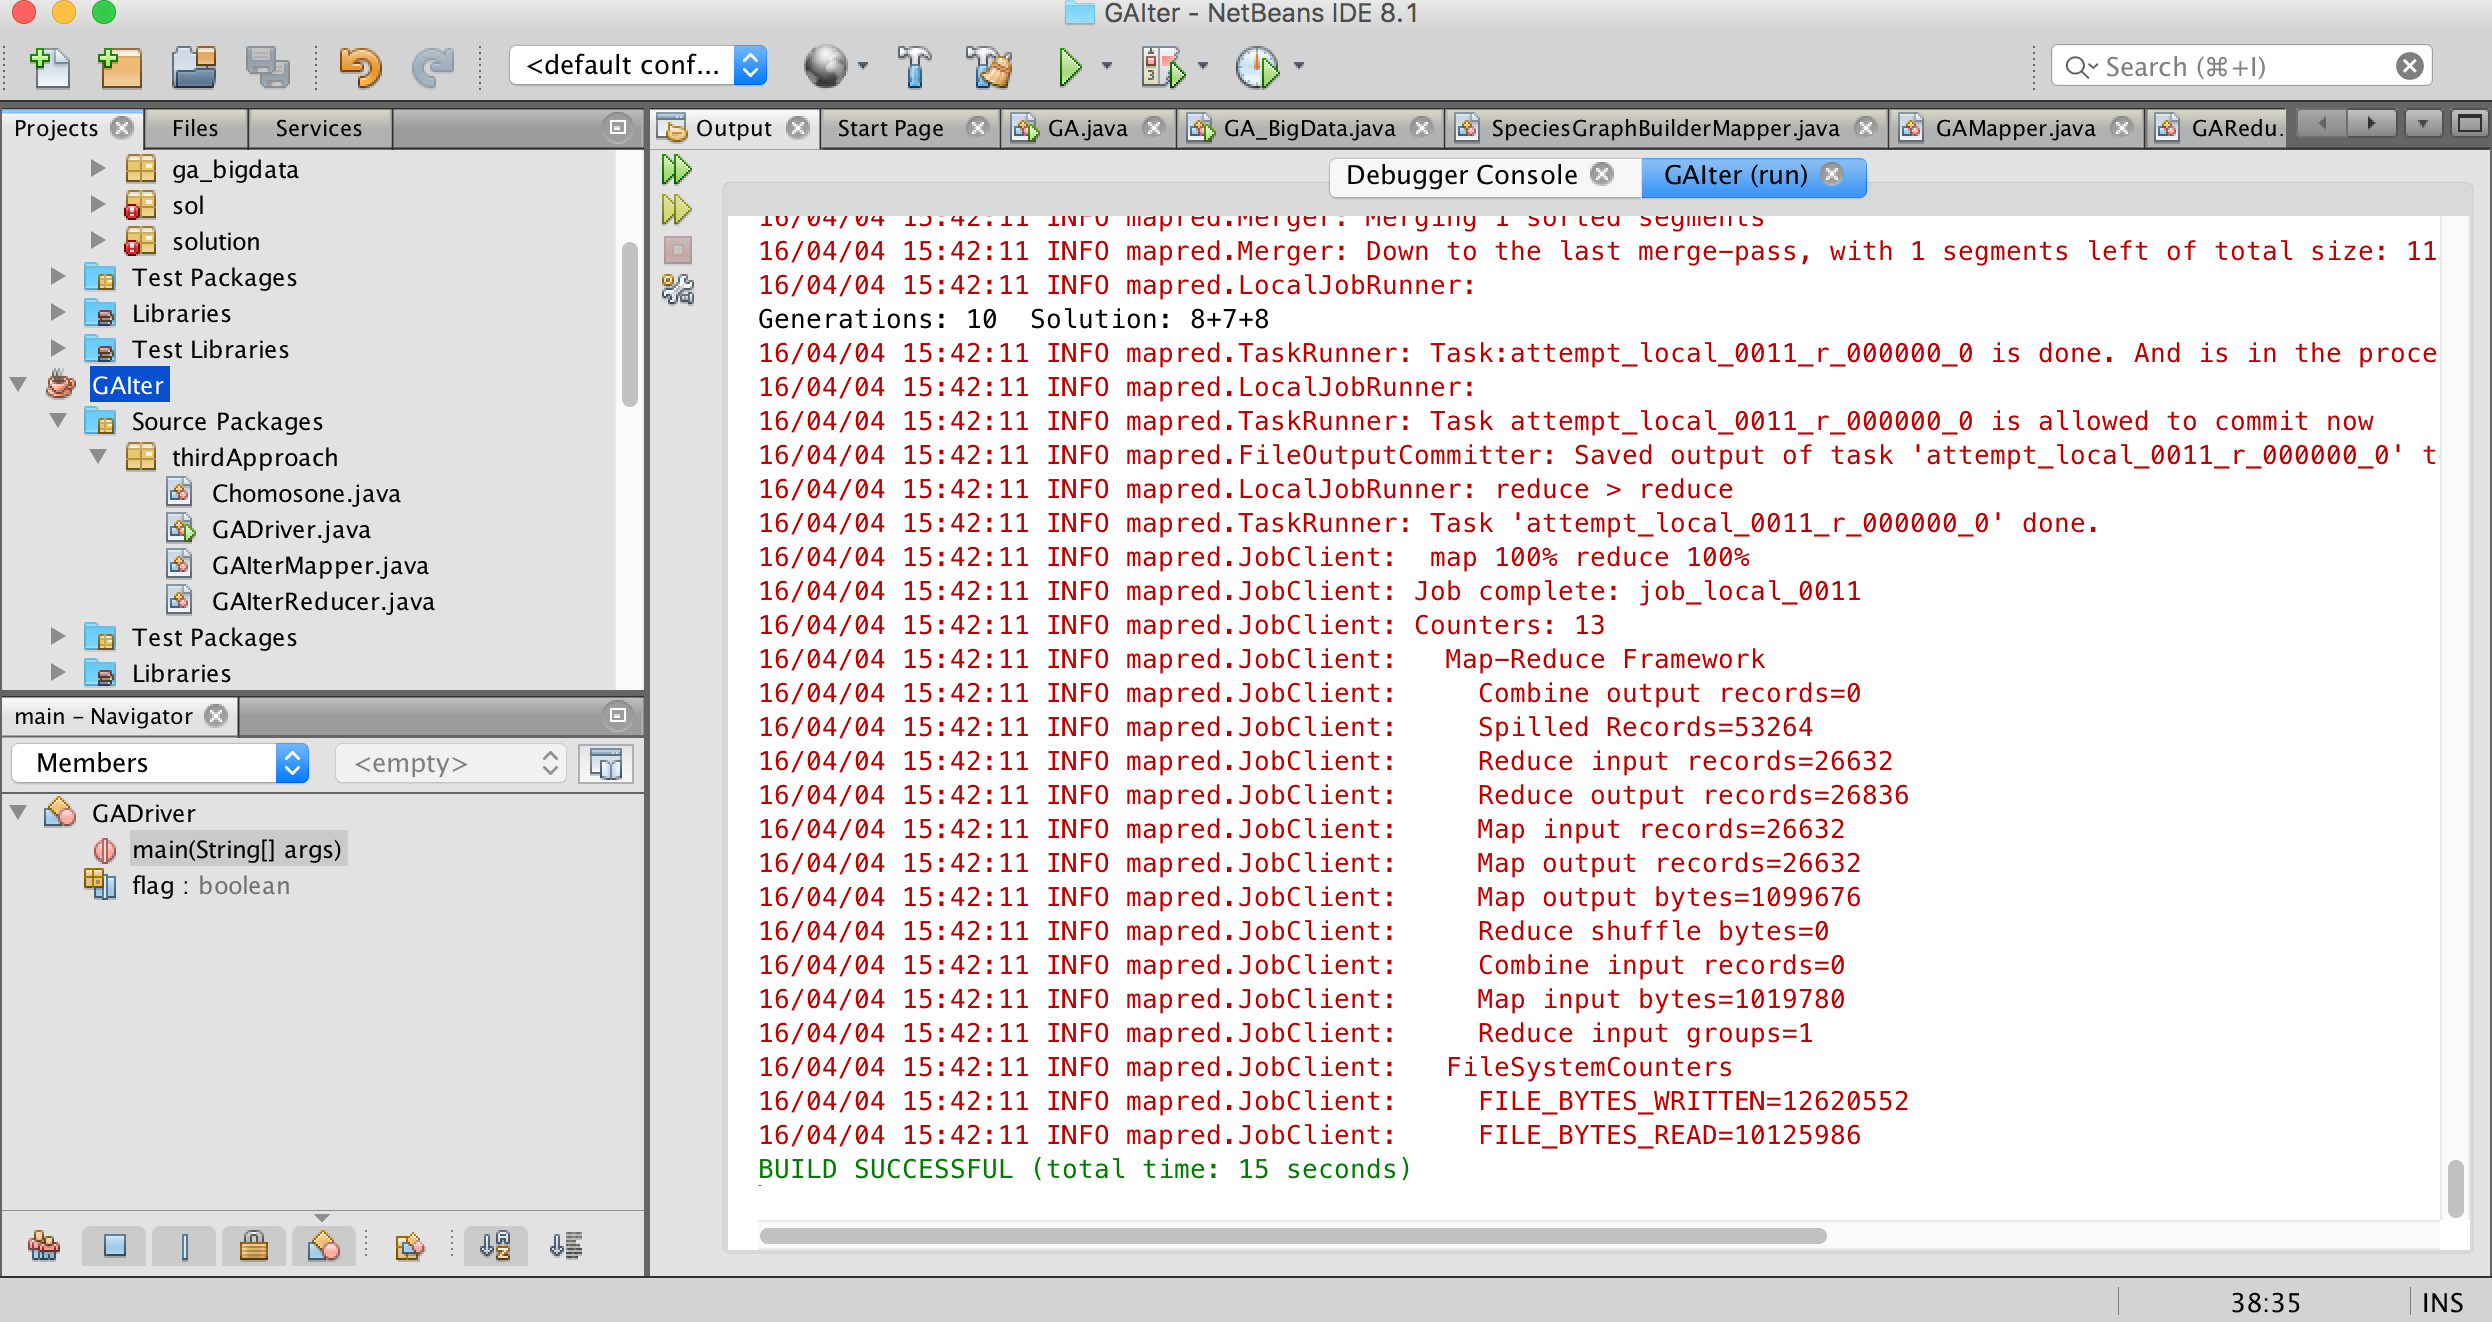 GAIter - NetBeans IDE 8.1
<default conf...
Search (⌘+I)
Projects
Files
Services
Output
Start Page
GA.java
GA_BigData.java
SpeciesGraphBuilderMapper.java
GAMapper.java
GARedu.
ga_bigdata
sol
solution
Test Packages
Libraries
Test Libraries
GAIter
Source Packages
thirdApproach
Chomosone.java
GADriver.java
GAIterMapper.java
GAIterReducer.java
Test Packages
Libraries
main - Navigator
Members
<empty>
GADriver
main(String[] args)
flag : boolean
Debugger Console
GAIter (run)
16/04/04 15:42:11 INFO mapred.Merger: Merging 1 sorted segments
16/04/04 15:42:11 INFO mapred.Merger: Down to the last merge-pass, with 1 segments left of total size: 11
16/04/04 15:42:11 INFO mapred.LocalJobRunner:
Generations: 10  Solution: 8+7+8
16/04/04 15:42:11 INFO mapred.TaskRunner: Task:attempt_local_0011_r_000000_0 is done. And is in the proce
16/04/04 15:42:11 INFO mapred.LocalJobRunner:
16/04/04 15:42:11 INFO mapred.TaskRunner: Task attempt_local_0011_r_000000_0 is allowed to commit now
16/04/04 15:42:11 INFO mapred.FileOutputCommitter: Saved output of task 'attempt_local_0011_r_000000_0' t
16/04/04 15:42:11 INFO mapred.LocalJobRunner: reduce > reduce
16/04/04 15:42:11 INFO mapred.TaskRunner: Task 'attempt_local_0011_r_000000_0' done.
16/04/04 15:42:11 INFO mapred.JobClient:  map 100% reduce 100%
16/04/04 15:42:11 INFO mapred.JobClient: Job complete: job_local_0011
16/04/04 15:42:11 INFO mapred.JobClient: Counters: 13
16/04/04 15:42:11 INFO mapred.JobClient:   Map-Reduce Framework
16/04/04 15:42:11 INFO mapred.JobClient:     Combine output records=0
16/04/04 15:42:11 INFO mapred.JobClient:     Spilled Records=53264
16/04/04 15:42:11 INFO mapred.JobClient:     Reduce input records=26632
16/04/04 15:42:11 INFO mapred.JobClient:     Reduce output records=26836
16/04/04 15:42:11 INFO mapred.JobClient:     Map input records=26632
16/04/04 15:42:11 INFO mapred.JobClient:     Map output records=26632
16/04/04 15:42:11 INFO mapred.JobClient:     Map output bytes=1099676
16/04/04 15:42:11 INFO mapred.JobClient:     Reduce shuffle bytes=0
16/04/04 15:42:11 INFO mapred.JobClient:     Combine input records=0
16/04/04 15:42:11 INFO mapred.JobClient:     Map input bytes=1019780
16/04/04 15:42:11 INFO mapred.JobClient:     Reduce input groups=1
16/04/04 15:42:11 INFO mapred.JobClient:   FileSystemCounters
16/04/04 15:42:11 INFO mapred.JobClient:     FILE_BYTES_WRITTEN=12620552
16/04/04 15:42:11 INFO mapred.JobClient:     FILE_BYTES_READ=10125986
BUILD SUCCESSFUL (total time: 15 seconds)
38:35
INS